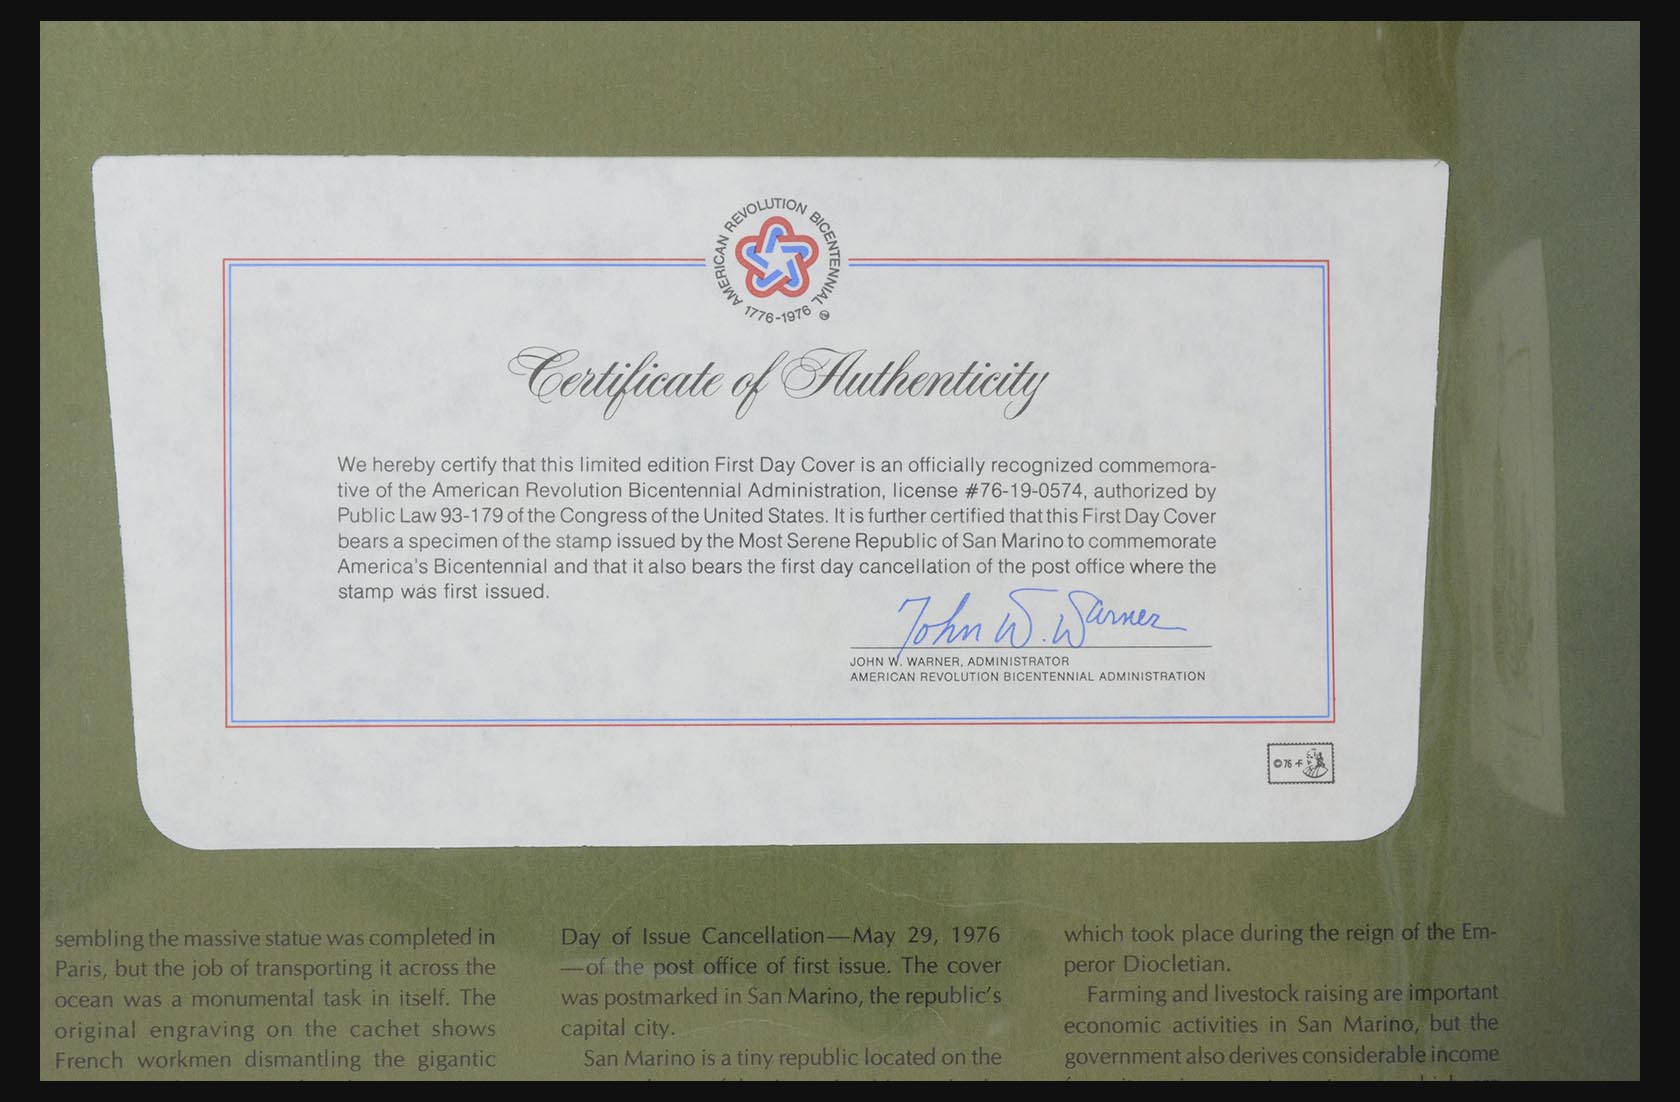 AMERICAN REVOLUTION BICENTENNIAL
1776-1976
Certificate of Authenticity
We hereby certify that this limited edition First Day Cover is an officially recognized commemora-
tive of the American Revolution Bicentennial Administration, license #76-19-0574, authorized by
Public Law 93-179 of the Congress of the United States. It is further certified that this First Day Cover
bears a specimen of the stamp issued by the Most Serene Republic of San Marino to commemorate
America's Bicentennial and that it also bears the first day cancellation of the post office where the
stamp was first issued.
John W. Warner
JOHN W. WARNER, ADMINISTRATOR
AMERICAN REVOLUTION BICENTENNIAL ADMINISTRATION
©76
sembling the massive statue was completed in
Paris, but the job of transporting it across the
ocean was a monumental task in itself. The
original engraving on the cachet shows
French workmen dismantling the gigantic
Day of Issue Cancellation—May 29, 1976
—of the post office of first issue. The cover
was postmarked in San Marino, the republic's
capital city.
San Marino is a tiny republic located on the
which took place during the reign of the Em-
peror Diocletian.
Farming and livestock raising are important
economic activities in San Marino, but the
government also derives considerable income